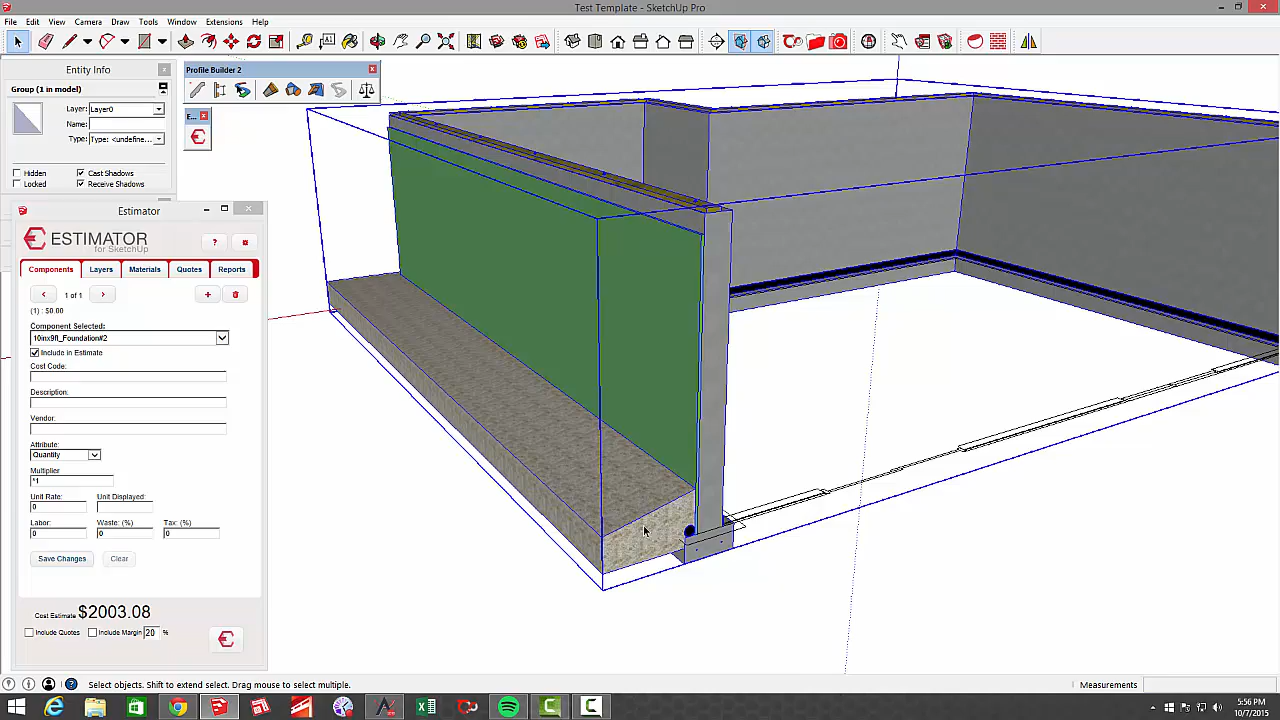 Test Template - SketchUp Pro
File Edit View Camera Draw Tools Window Extensions Help
Entity Info
Group (1 in model)
Layer: Layer0
Name:
Type: Type: <undefine...
Hidden Cast Shadows
Locked Receive Shadows
Profile Builder 2
E...
Estimator
ESTIMATOR
for SketchUp
?
Components Layers Materials Quotes Reports
< 1 of 1 >
(1) : $0.00
Component Selected:
10inx9ft_Foundation#2
Include in Estimate
Cost Code:
Description:
Vendor:
Attribute:
Quantity
Multiplier
*1
Unit Rate: Unit Displayed:
0
Labor: Waste: (%) Tax: (%)
0 0 0
Save Changes Clear
Cost Estimate $2003.08
Include Quotes Include Margin 20 %
Select objects. Shift to extend select. Drag mouse to select multiple.
Measurements
5:56 PM
10/7/2015